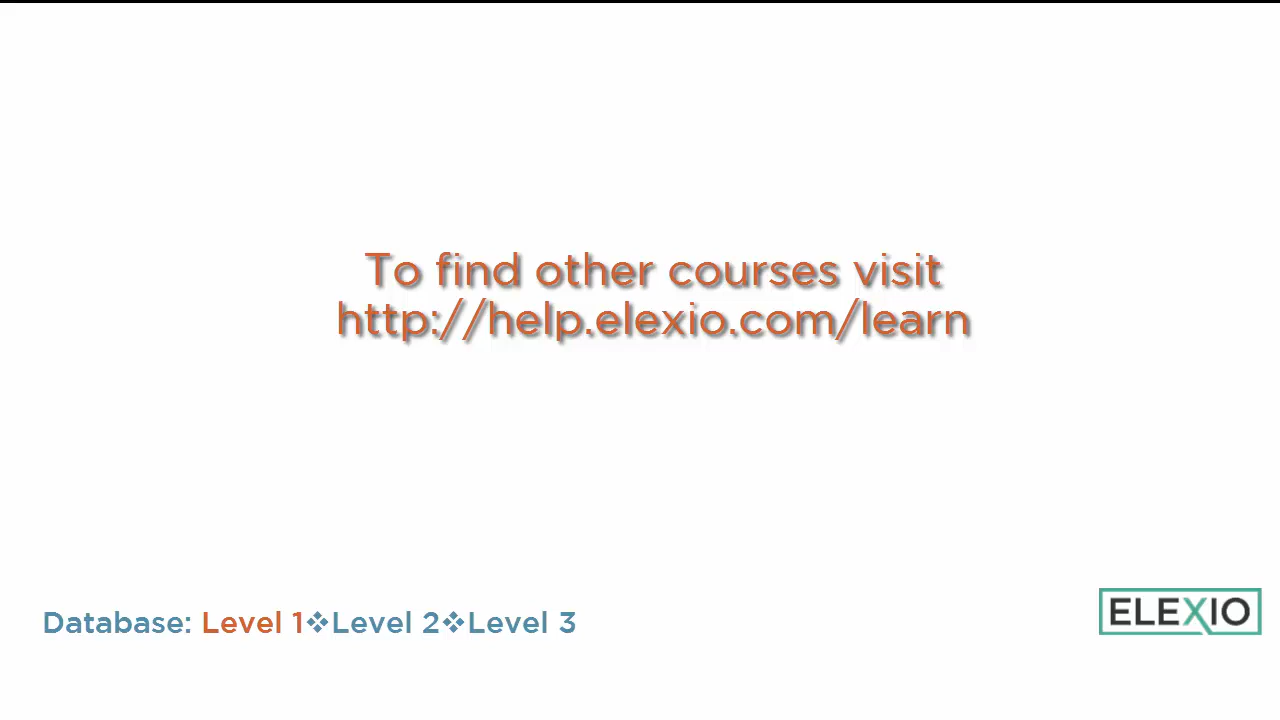 To find other courses visit
http://help.elexio.com/learn
Database: Level 1❖Level 2❖Level 3
ELEXIO